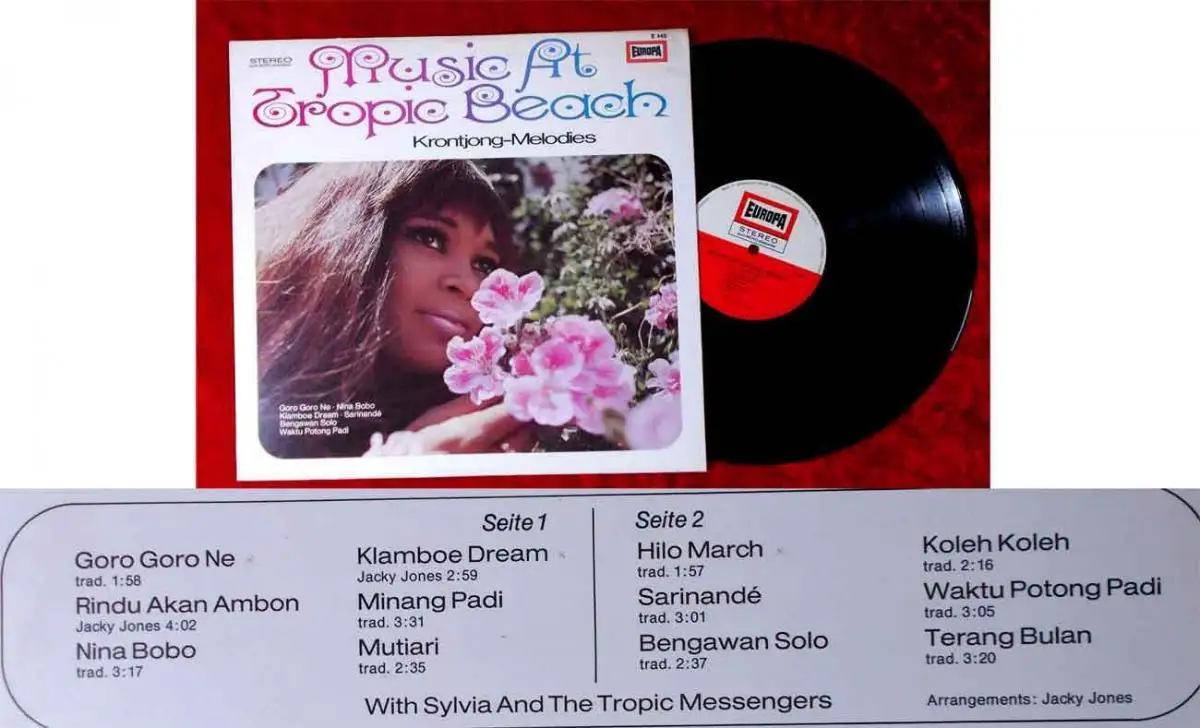 E 445
STEREO
EUROPA
Music At
Tropic Beach
Krontjong-Melodies
Goro Goro Ne · Nina Bobo
Klamboe Dream · Sarinandé
Bengawan Solo
Waktu Potong Padi
EUROPA
STEREO
Seite 1
Goro Goro Ne
trad. 1:58
Rindu Akan Ambon
Jacky Jones 4:02
Nina Bobo
trad. 3:17
Klamboe Dream
Jacky Jones 2:59
Minang Padi
trad. 3:31
Mutiari
trad. 2:35
Seite 2
Hilo March
trad. 1:57
Sarinandé
trad. 3:01
Bengawan Solo
trad. 2:37
Koleh Koleh
trad. 2:16
Waktu Potong Padi
trad. 3:05
Terang Bulan
trad. 3:20
With Sylvia And The Tropic Messengers
Arrangements: Jacky Jones